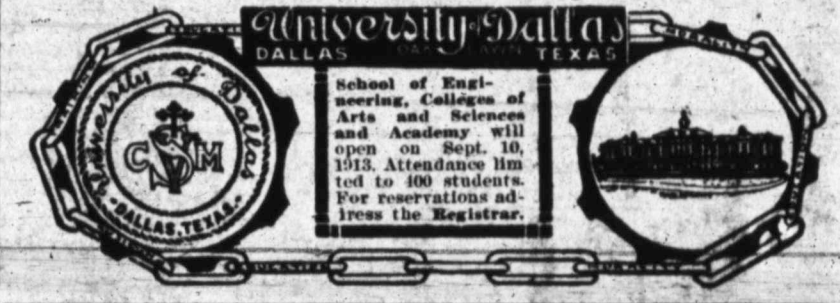 University of Dallas
DALLAS OAK LAWN TEXAS
School of Engi-
neering, Colleges of
Arts and Sciences
and Academy will
open on Sept. 10,
1913. Attendance lim
ted to 400 students.
For reservations ad-
dress the Registrar.
University of Dallas
C S M
DALLAS, TEXAS.
MORALITY